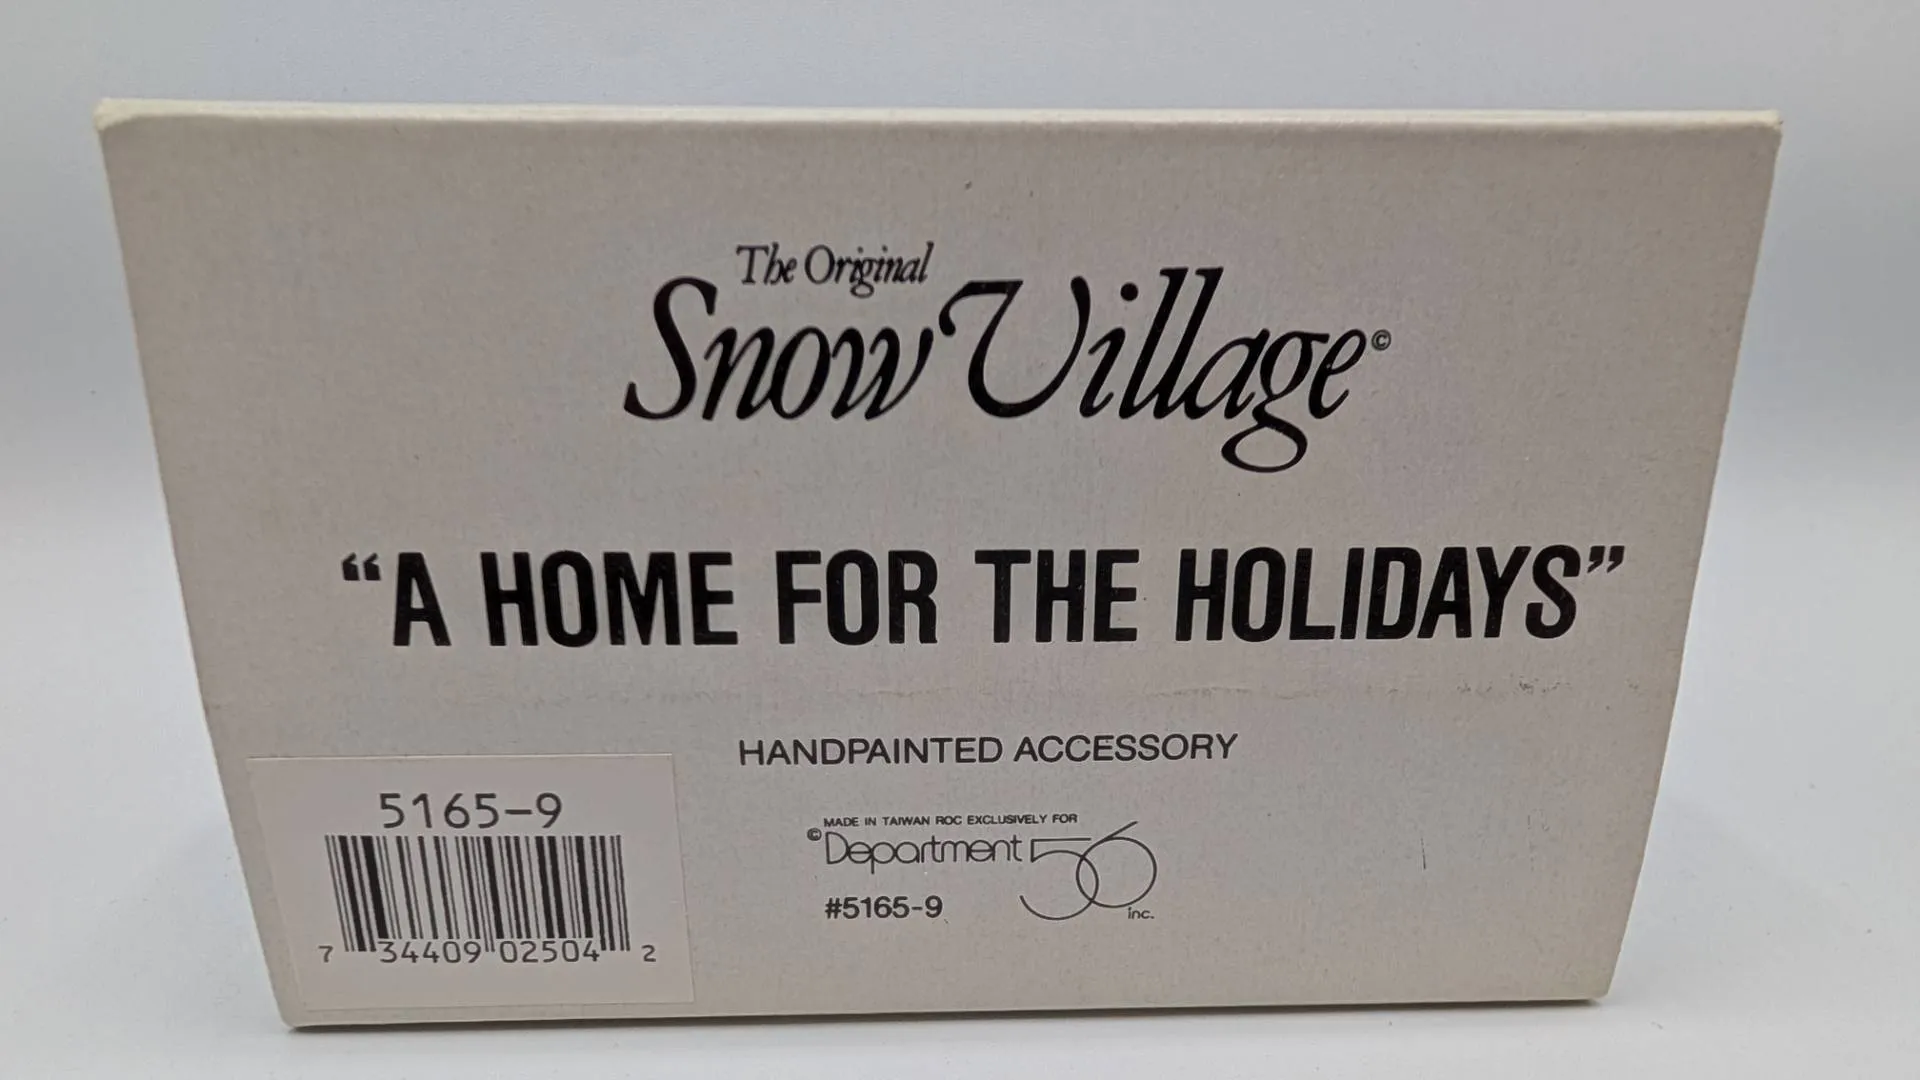 The Original
Snow Village©
“A HOME FOR THE HOLIDAYS”
HANDPAINTED ACCESSORY
5165-9
7 34409 02504 2
MADE IN TAIWAN ROC EXCLUSIVELY FOR
©Department 56 inc.
#5165-9